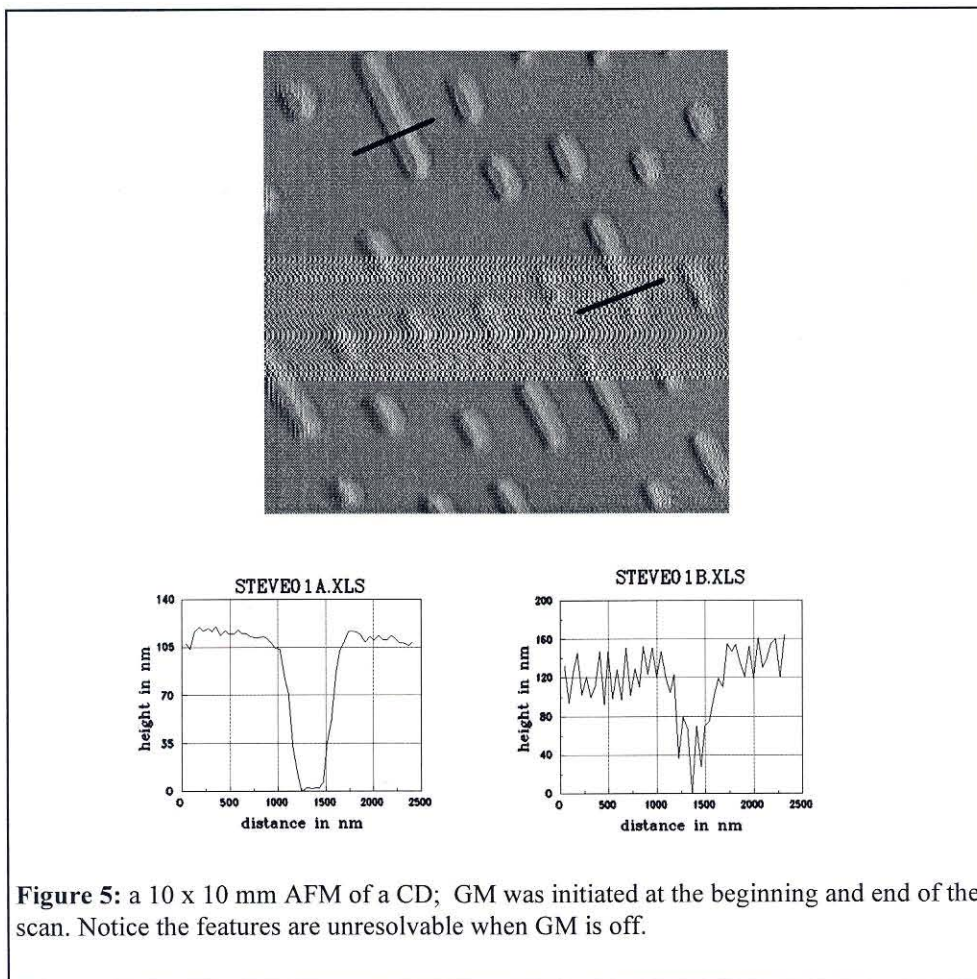 STEVE01A.XLS
140
105
70
35
0
height in nm
0 500 1000 1500 2000 2500
distance in nm
STEVE01B.XLS
200
160
120
80
40
0
height in nm
0 500 1000 1500 2000 2500
distance in nm
Figure 5: a 10 x 10 mm AFM of a CD; GM was initiated at the beginning and end of the
scan. Notice the features are unresolvable when GM is off.